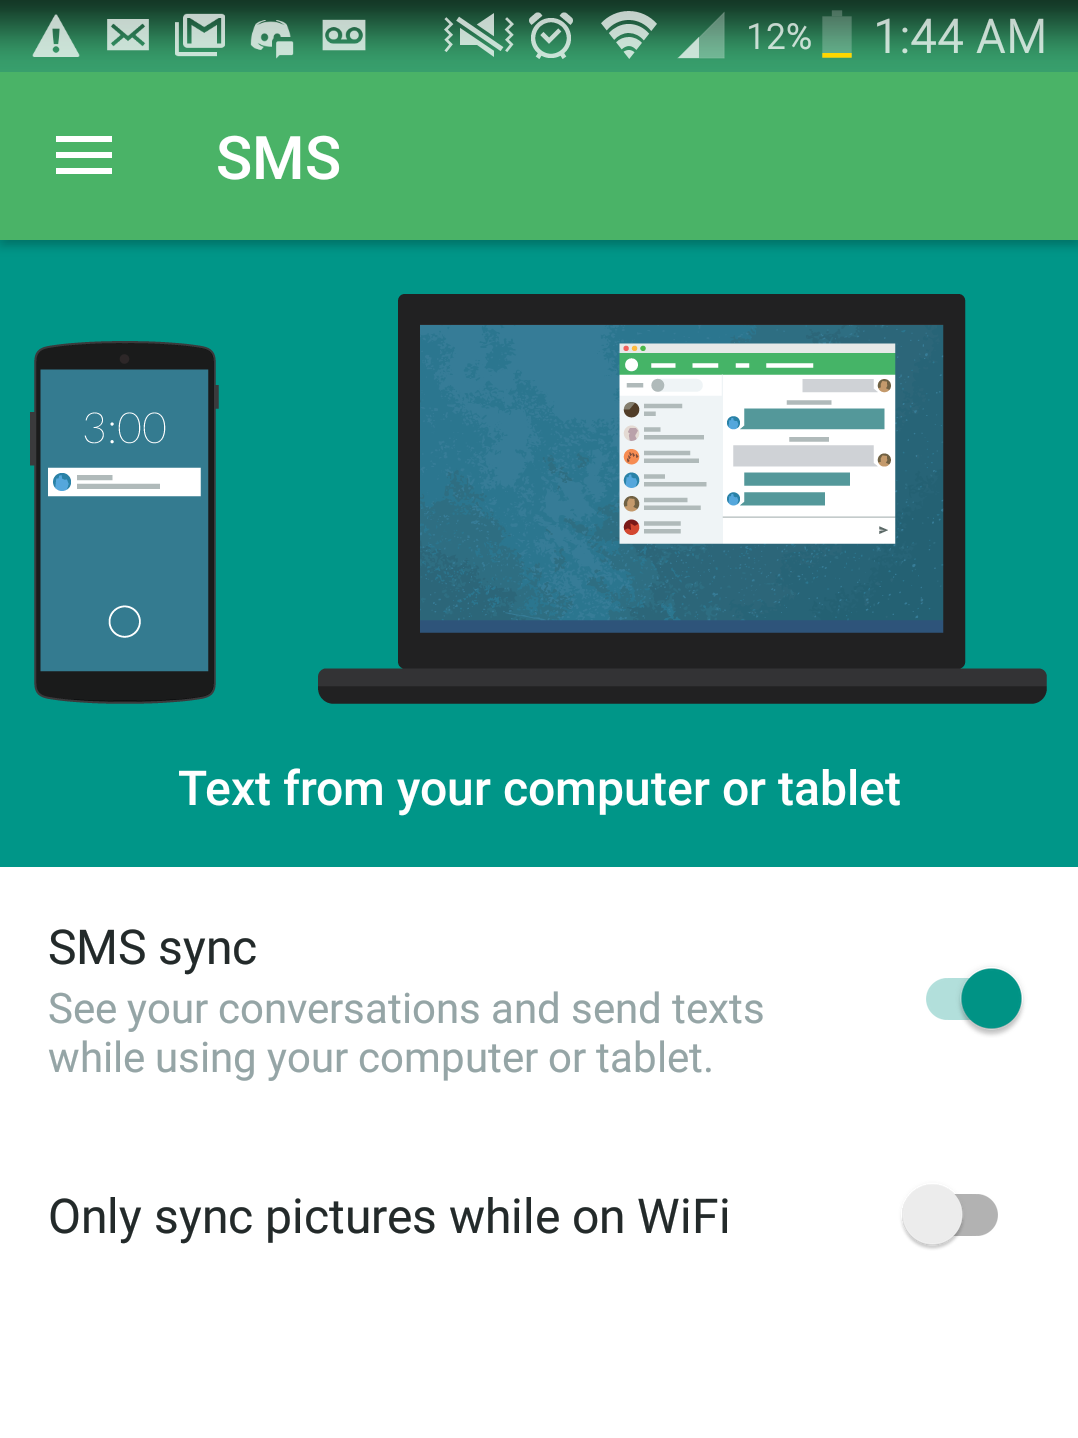 12% 1:44 AM
SMS
3:00
Text from your computer or tablet
SMS sync
See your conversations and send texts
while using your computer or tablet.
Only sync pictures while on WiFi